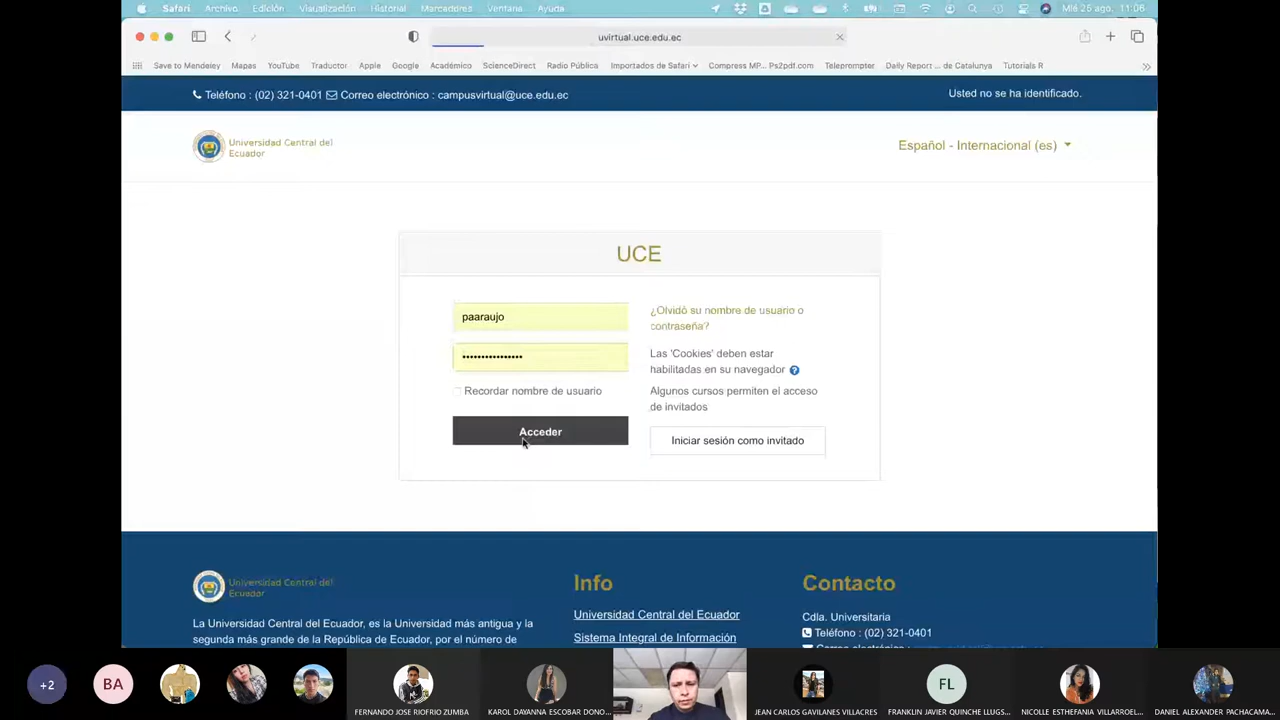 Safari Archivo Edición Visualización Historial Marcadores Ventana Ayuda Mié 25 ago. 11:06
uvirtual.uce.edu.ec
Save to Mendeley Mapas YouTube Traductor Apple Google Académico ScienceDirect Radio Pública Importados de Safari Compress MP... Ps2pdf.com Teleprompter Daily Report ... de Catalunya Tutorials R
Teléfono : (02) 321-0401 Correo electrónico : campusvirtual@uce.edu.ec
Usted no se ha identificado.
Universidad Central del
Ecuador
Español - Internacional (es)
UCE
paaraujo
••••••••••••••••
Recordar nombre de usuario
Acceder
¿Olvidó su nombre de usuario o
contraseña?
Las 'Cookies' deben estar
habilitadas en su navegador
Algunos cursos permiten el acceso
de invitados
Iniciar sesión como invitado
Universidad Central del
Ecuador
La Universidad Central del Ecuador, es la Universidad más antigua y la
segunda más grande de la República de Ecuador, por el número de
Info
Universidad Central del Ecuador
Sistema Integral de Información
Contacto
Cdla. Universitaria
Teléfono : (02) 321-0401
+2
BA
FERNANDO JOSE RIOFRIO ZUMBA
KAROL DAYANNA ESCOBAR DONO...
JEAN CARLOS GAVILANES VILLACRES
FL
FRANKLIN JAVIER QUINCHE LLUGS...
NICOLLE ESTHEFANIA VILLARROEL...
DANIEL ALEXANDER PACHACAMA...